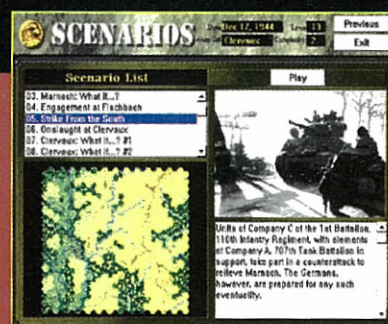 SCENARIOS
Dec 17, 1944
13
Previous
Clervaux
2
Exit
Scenario List
Play
03. Marnach: What if...?
04. Engagement at Fischbach
05. Strike From the South
06. Onslaught at Clervaux
07. Clervaux: What if...? #1
08. Clervaux: What if...? #2
Units of Company C of the 1st Battalion,
110th Infantry Regiment, with elements
of Company A, 707th Tank Battalion in
support, take part in a counterattack to
relieve Marnach. The Germans,
however, are prepared for any such
eventuality.